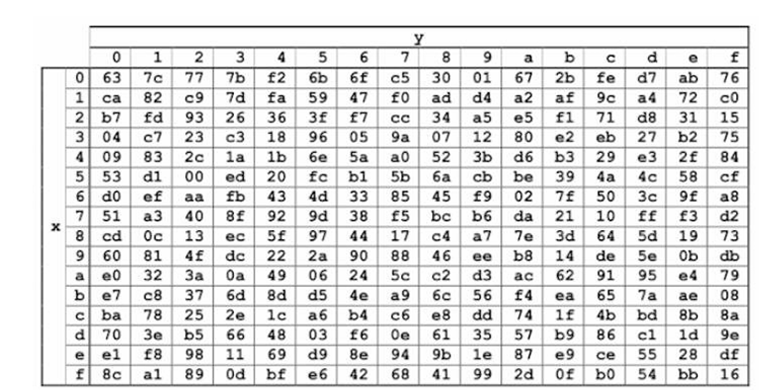 y
0 1 2 3 4 5 6 7 8 9 a b c d e f
0 63 7c 77 7b f2 6b 6f c5 30 01 67 2b fe d7 ab 76
1 ca 82 c9 7d fa 59 47 f0 ad d4 a2 af 9c a4 72 c0
2 b7 fd 93 26 36 3f f7 cc 34 a5 e5 f1 71 d8 31 15
3 04 c7 23 c3 18 96 05 9a 07 12 80 e2 eb 27 b2 75
4 09 83 2c 1a 1b 6e 5a a0 52 3b d6 b3 29 e3 2f 84
5 53 d1 00 ed 20 fc b1 5b 6a cb be 39 4a 4c 58 cf
6 d0 ef aa fb 43 4d 33 85 45 f9 02 7f 50 3c 9f a8
7 51 a3 40 8f 92 9d 38 f5 bc b6 da 21 10 ff f3 d2
x
8 cd 0c 13 ec 5f 97 44 17 c4 a7 7e 3d 64 5d 19 73
9 60 81 4f dc 22 2a 90 88 46 ee b8 14 de 5e 0b db
a e0 32 3a 0a 49 06 24 5c c2 d3 ac 62 91 95 e4 79
b e7 c8 37 6d 8d d5 4e a9 6c 56 f4 ea 65 7a ae 08
c ba 78 25 2e 1c a6 b4 c6 e8 dd 74 1f 4b bd 8b 8a
d 70 3e b5 66 48 03 f6 0e 61 35 57 b9 86 c1 1d 9e
e e1 f8 98 11 69 d9 8e 94 9b 1e 87 e9 ce 55 28 df
f 8c a1 89 0d bf e6 42 68 41 99 2d 0f b0 54 bb 16